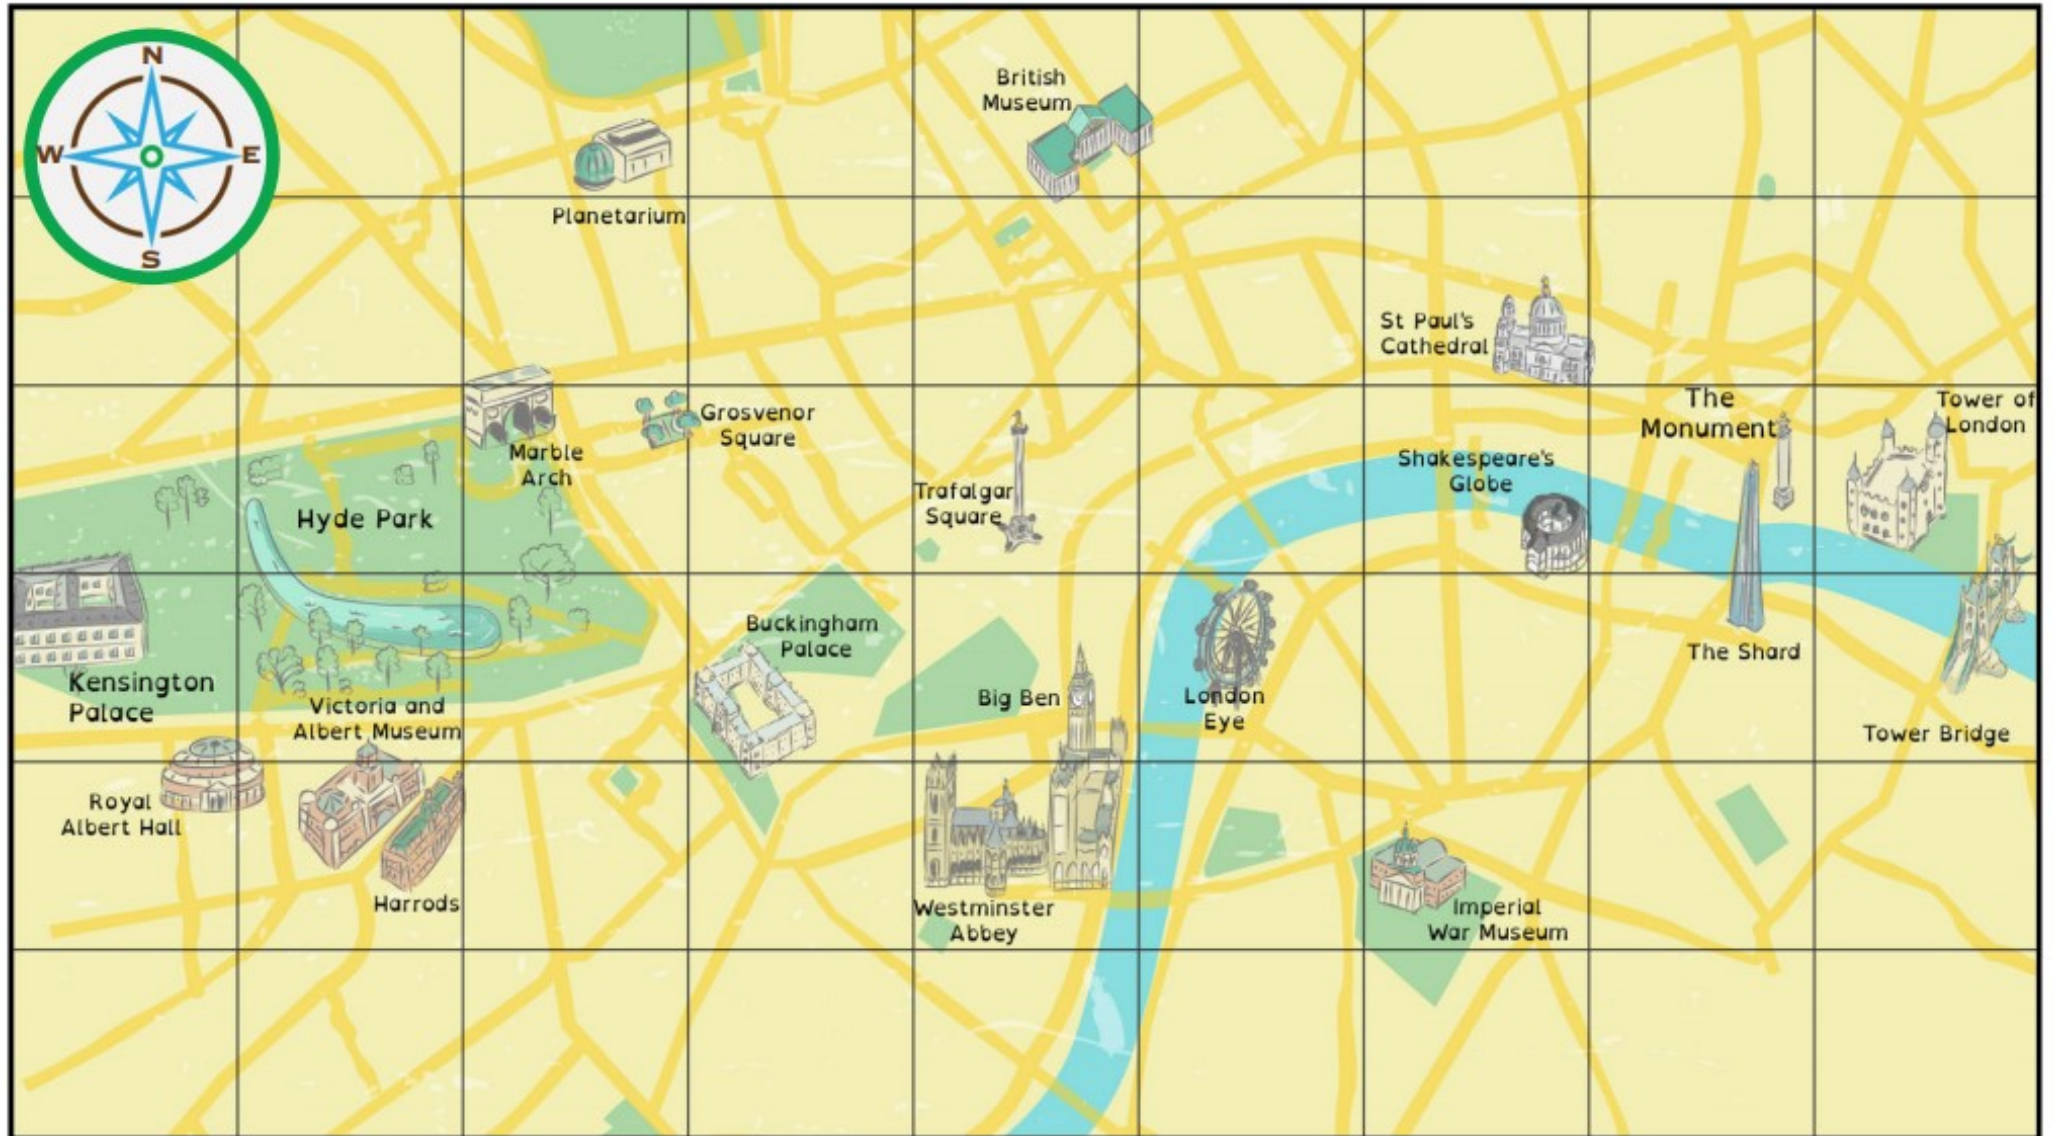 N
W
E
S
British
Museum
Planetarium
St Paul's
Cathedral
The
Monument
Tower of
London
Grosvenor
Square
Marble
Arch
Shakespeare's
Globe
Trafalgar
Square
Hyde Park
Buckingham
Palace
The Shard
Kensington
Palace
Big Ben
London
Eye
Victoria and
Albert Museum
Tower Bridge
Royal
Albert Hall
Harrods
Westminster
Abbey
Imperial
War Museum